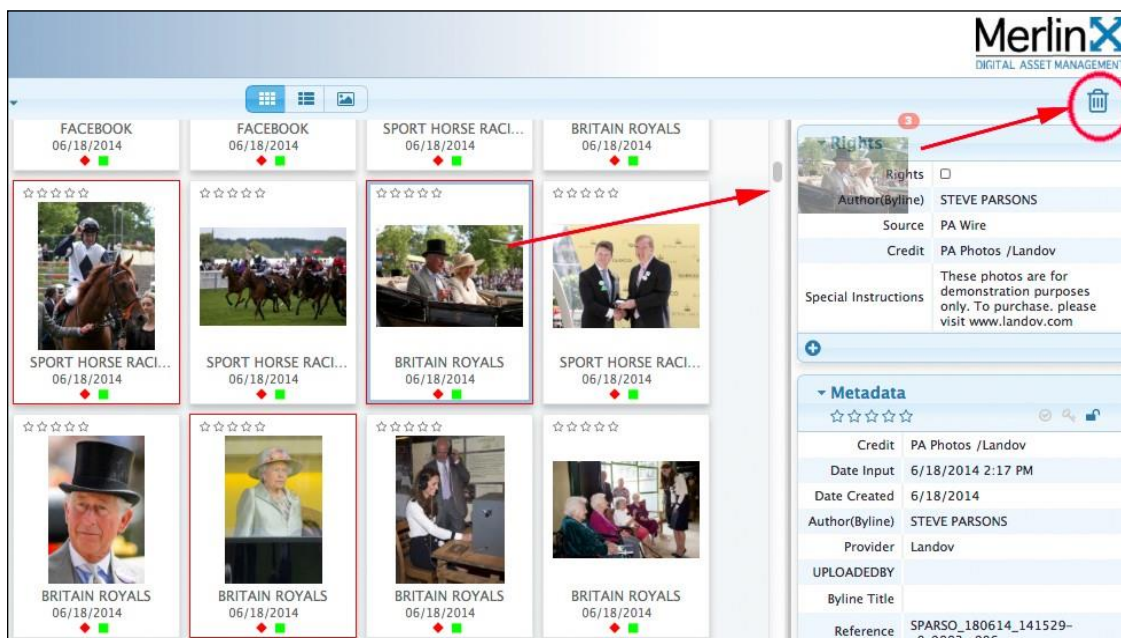 MerlinX
DIGITAL ASSET MANAGEMENT
FACEBOOK
06/18/2014
FACEBOOK
06/18/2014
SPORT HORSE RACI...
06/18/2014
BRITAIN ROYALS
06/18/2014
SPORT HORSE RACI...
06/18/2014
SPORT HORSE RACI...
06/18/2014
BRITAIN ROYALS
06/18/2014
SPORT HORSE RACI...
06/18/2014
BRITAIN ROYALS
06/18/2014
BRITAIN ROYALS
06/18/2014
BRITAIN ROYALS
06/18/2014
BRITAIN ROYALS
06/18/2014
3
Rights
Rights
Author(Byline) STEVE PARSONS
Source PA Wire
Credit PA Photos /Landov
Special Instructions These photos are for
demonstration purposes
only. To purchase, please
visit www.landov.com
Metadata
Credit PA Photos /Landov
Date Input 6/18/2014 2:17 PM
Date Created 6/18/2014
Author(Byline) STEVE PARSONS
Provider Landov
UPLOADEDBY
Byline Title
Reference SPARSO_180614_141529-